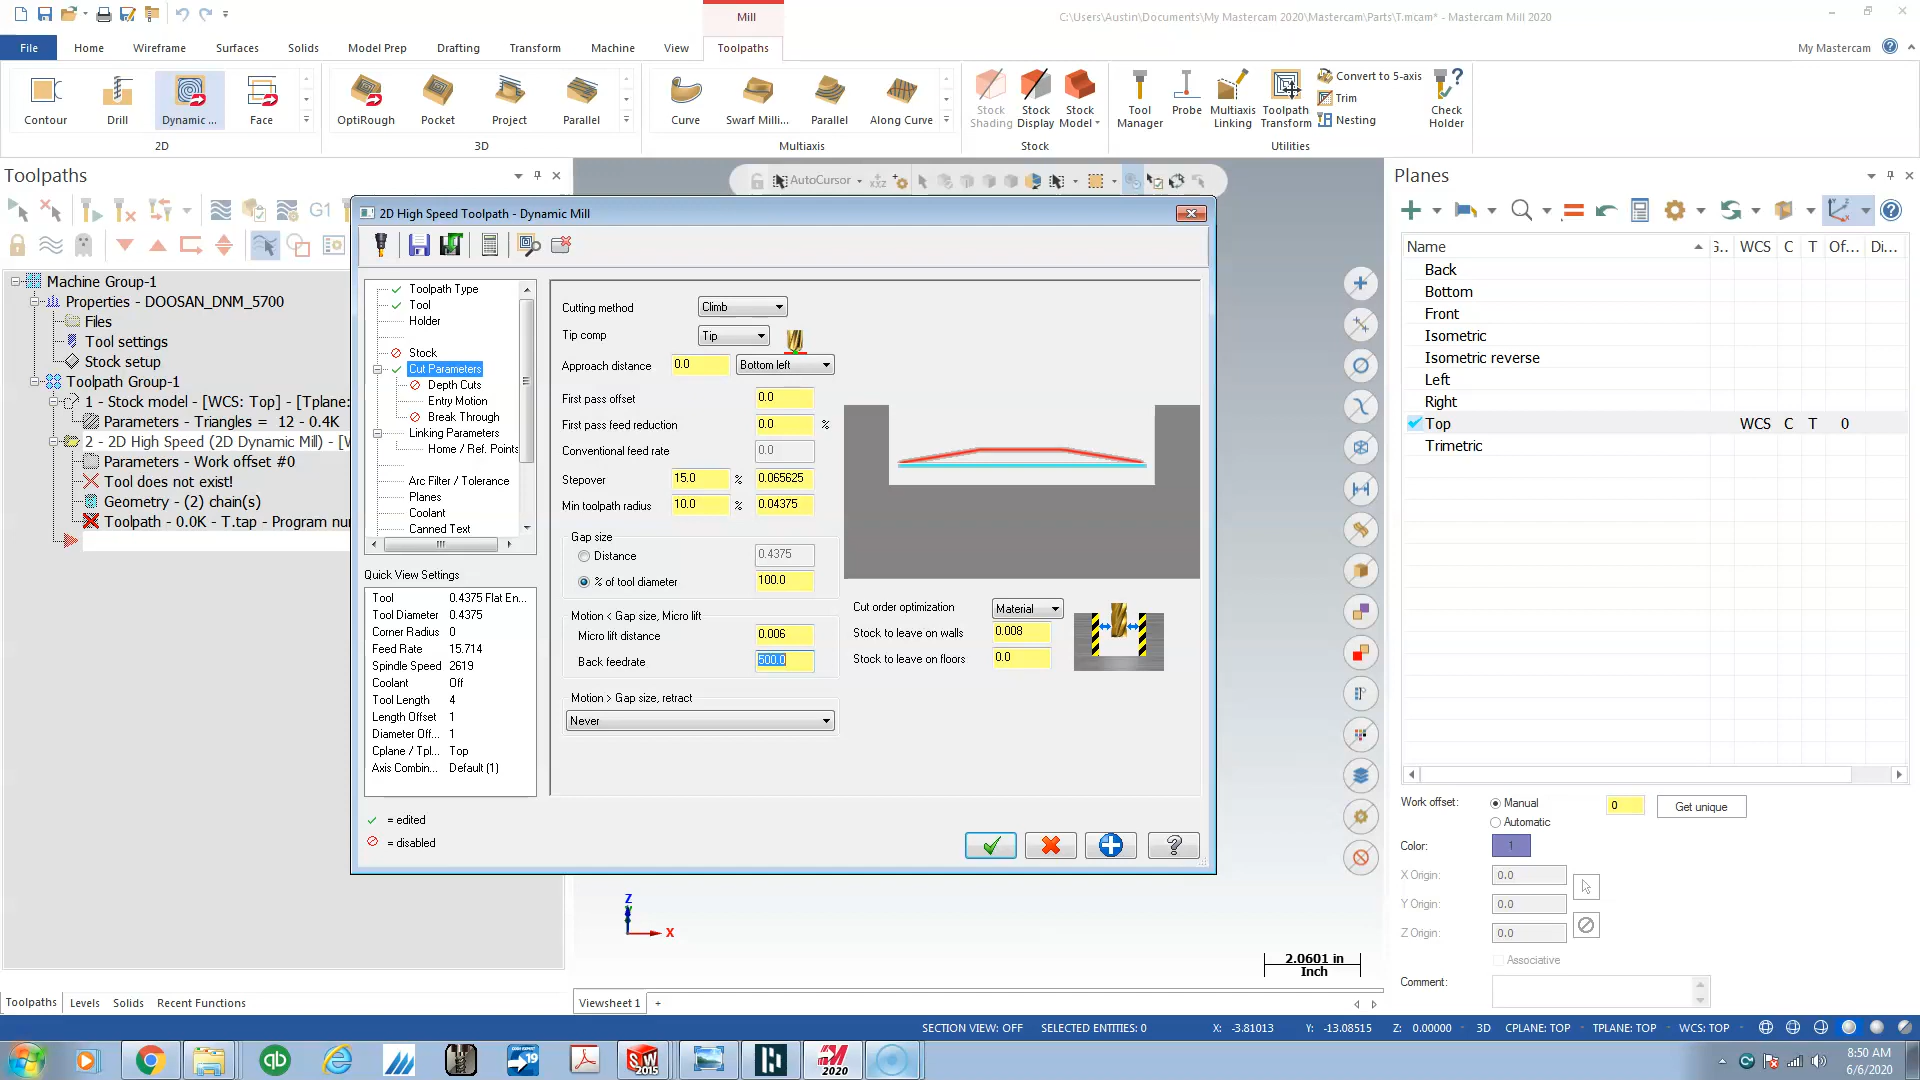 Mill
C:\Users\Austin\Documents\My Mastercam 2020\Mastercam\Parts\T.mcam* - Mastercam Mill 2020
File Home Wireframe Surfaces Solids Model Prep Drafting Transform Machine View Toolpaths My Mastercam
Contour Drill Dynamic ... Face
2D
OptiRough Pocket Project Parallel
3D
Curve Swarf Milli... Parallel Along Curve
Multiaxis
Stock Shading Stock Display Stock Model
Stock
Tool Manager Probe Multiaxis Linking Toolpath Transform
Convert to 5-axis
Trim
Nesting
Check Holder
Utilities
Toolpaths
G1
Machine Group-1
Properties - DOOSAN_DNM_5700
Files
Tool settings
Stock setup
Toolpath Group-1
1 - Stock model - [WCS: Top] - [Tplane:
Parameters - Triangles = 12 - 0.4K
2 - 2D High Speed (2D Dynamic Mill) - [W
Parameters - Work offset #0
Tool does not exist!
Geometry - (2) chain(s)
Toolpath - 0.0K - T.tap - Program nur
AutoCursor
2D High Speed Toolpath - Dynamic Mill
Toolpath Type
Tool
Holder
Stock
Cut Parameters
Depth Cuts
Entry Motion
Break Through
Linking Parameters
Home / Ref. Points
Arc Filter / Tolerance
Planes
Coolant
Canned Text
Quick View Settings
Tool 0.4375 Flat En...
Tool Diameter 0.4375
Corner Radius 0
Feed Rate 15.714
Spindle Speed 2619
Coolant Off
Tool Length 4
Length Offset 1
Diameter Off... 1
Cplane / Tpl... Top
Axis Combin... Default (1)
= edited
= disabled
Cutting method Climb
Tip comp Tip
Approach distance 0.0 Bottom left
First pass offset 0.0
First pass feed reduction 0.0 %
Conventional feed rate 0.0
Stepover 15.0 % 0.065625
Min toolpath radius 10.0 % 0.04375
Gap size
Distance 0.4375
% of tool diameter 100.0
Motion < Gap size, Micro lift
Micro lift distance 0.006
Back feedrate 500.0
Motion > Gap size, retract
Never
Cut order optimization Material
Stock to leave on walls 0.008
Stock to leave on floors 0.0
Z
X
2.0601 in
Inch
Planes
Name G.. WCS C T Of... Di...
Back
Bottom
Front
Isometric
Isometric reverse
Left
Right
Top WCS C T 0
Trimetric
Work offset: Manual 0 Get unique
Automatic
Color: 1
X Origin: 0.0
Y Origin: 0.0
Z Origin: 0.0
Associative
Comment:
Toolpaths Levels Solids Recent Functions
Viewsheet 1 +
SECTION VIEW: OFF SELECTED ENTITIES: 0 X: -3.81013 Y: -13.08515 Z: 0.00000 3D CPLANE: TOP TPLANE: TOP WCS: TOP
qb
19
SW
2015
2020
8:50 AM
6/6/2020